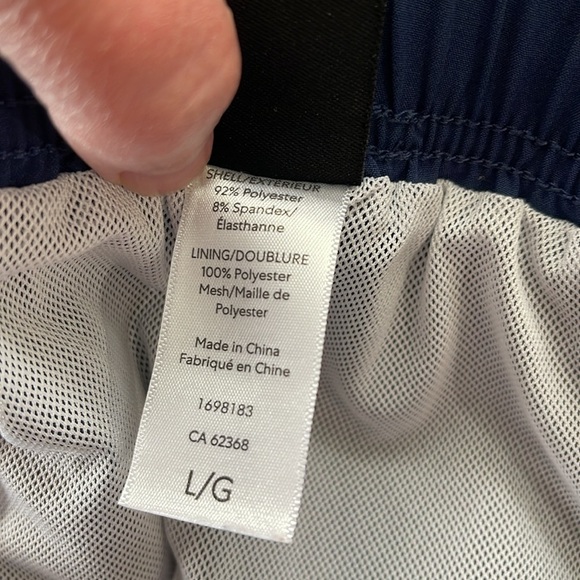 SHELL/EXTÉRIEUR
92% Polyester
8% Spandex/
Élasthanne
LINING/DOUBLURE
100% Polyester
Mesh/Maille de
Polyester
Made in China
Fabriqué en Chine
1698183
CA 62368
L/G